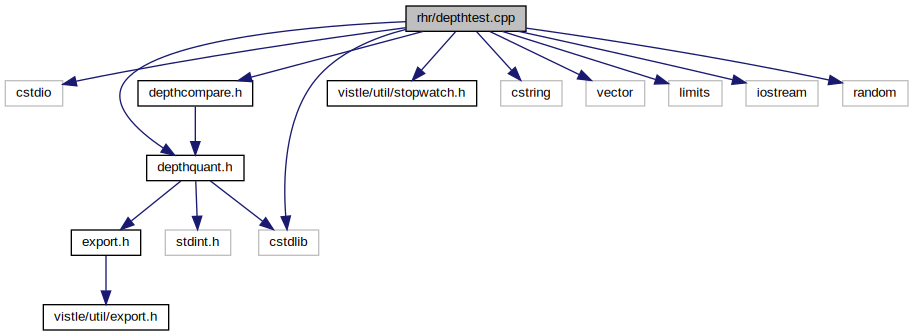 rhr/depthtest.cpp
cstdio
depthcompare.h
vistle/util/stopwatch.h
cstring
vector
limits
iostream
random
depthquant.h
export.h
stdint.h
cstdlib
vistle/util/export.h